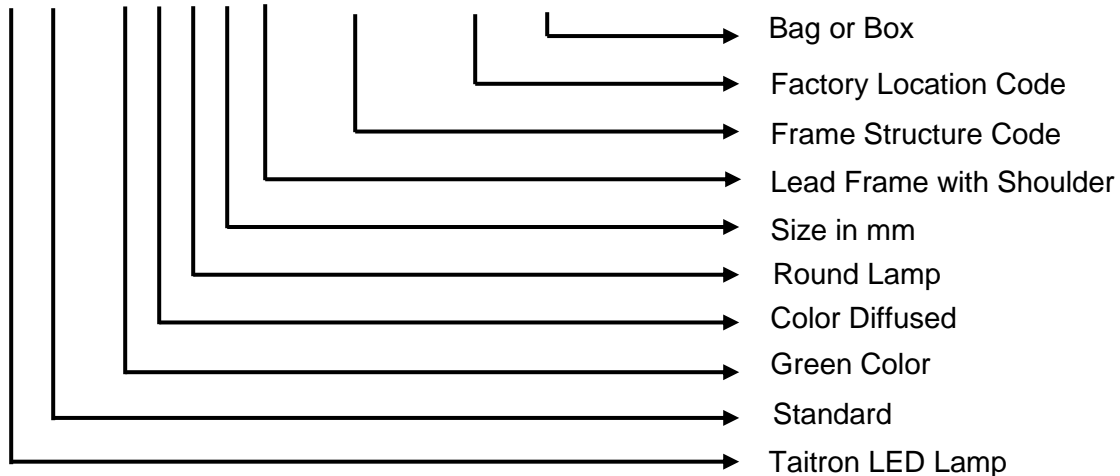 Bag or Box
Factory Location Code
Frame Structure Code
Lead Frame with Shoulder
Size in mm
Round Lamp
Color Diffused
Green Color
Standard
Taitron LED Lamp